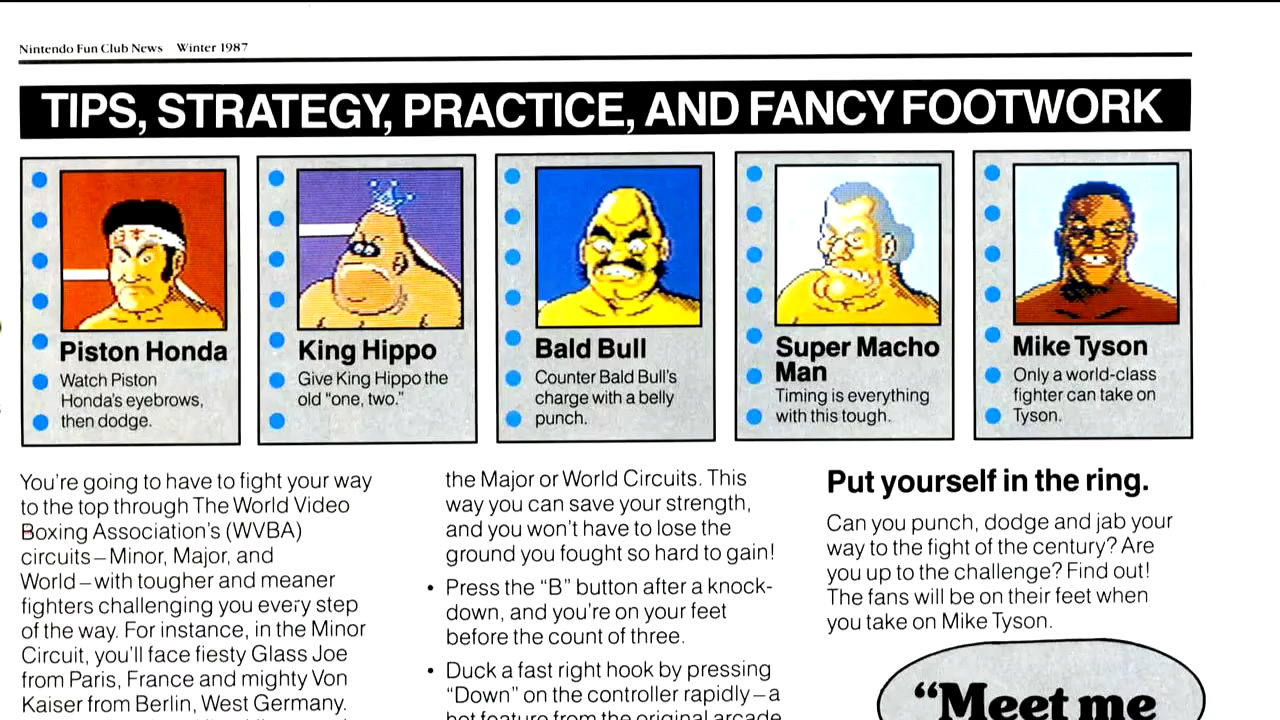 Nintendo Fun Club News Winter 1987
TIPS, STRATEGY, PRACTICE, AND FANCY FOOTWORK
Piston Honda
Watch Piston
Honda's eyebrows,
then dodge.
King Hippo
Give King Hippo the
old "one, two."
Bald Bull
Counter Bald Bull's
charge with a belly
punch.
Super Macho
Man
Timing is everything
with this tough.
Mike Tyson
Only a world-class
fighter can take on
Tyson.
You're going to have to fight your way
to the top through The World Video
Boxing Association's (WVBA)
circuits–Minor, Major, and
World–with tougher and meaner
fighters challenging you every step
of the way. For instance, in the Minor
Circuit, you'll face fiesty Glass Joe
from Paris, France and mighty Von
Kaiser from Berlin, West Germany.
the Major or World Circuits. This
way you can save your strength,
and you won't have to lose the
ground you fought so hard to gain!
• Press the "B" button after a knock-
down, and you're on your feet
before the count of three.
• Duck a fast right hook by pressing
"Down" on the controller rapidly–a
hot feature from the original arcade
Put yourself in the ring.
Can you punch, dodge and jab your
way to the fight of the century? Are
you up to the challenge? Find out!
The fans will be on their feet when
you take on Mike Tyson.
"Meet me